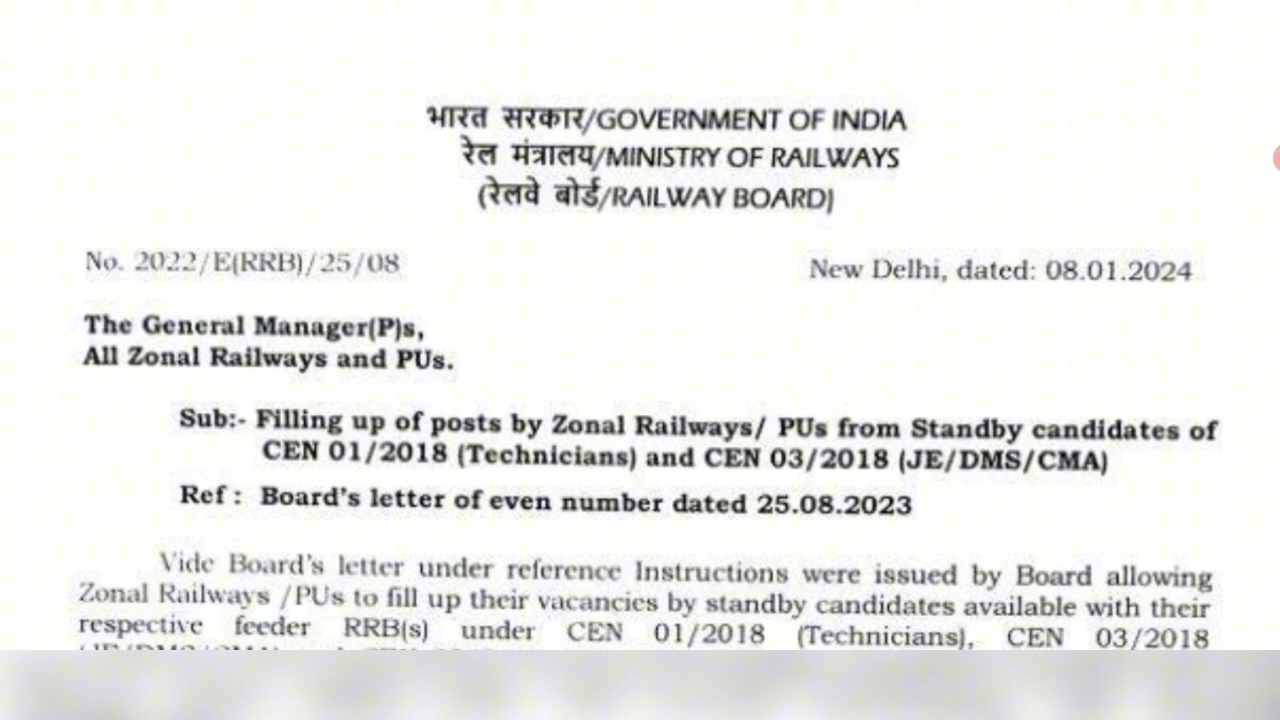 भारत सरकार/GOVERNMENT OF INDIA
रेल मंत्रालय/MINISTRY OF RAILWAYS
(रेलवे बोर्ड/RAILWAY BOARD)
No. 2022/E(RRB)/25/08
New Delhi, dated: 08.01.2024
The General Manager(P)s,
All Zonal Railways and PUs.
Sub:- Filling up of posts by Zonal Railways/ PUs from Standby candidates of
CEN 01/2018 (Technicians) and CEN 03/2018 (JE/DMS/CMA)
Ref : Board's letter of even number dated 25.08.2023
Vide Board's letter under reference Instructions were issued by Board allowing
Zonal Railways /PUs to fill up their vacancies by standby candidates available with their
respective feeder RRB(s) under CEN 01/2018 (Technicians), CEN 03/2018